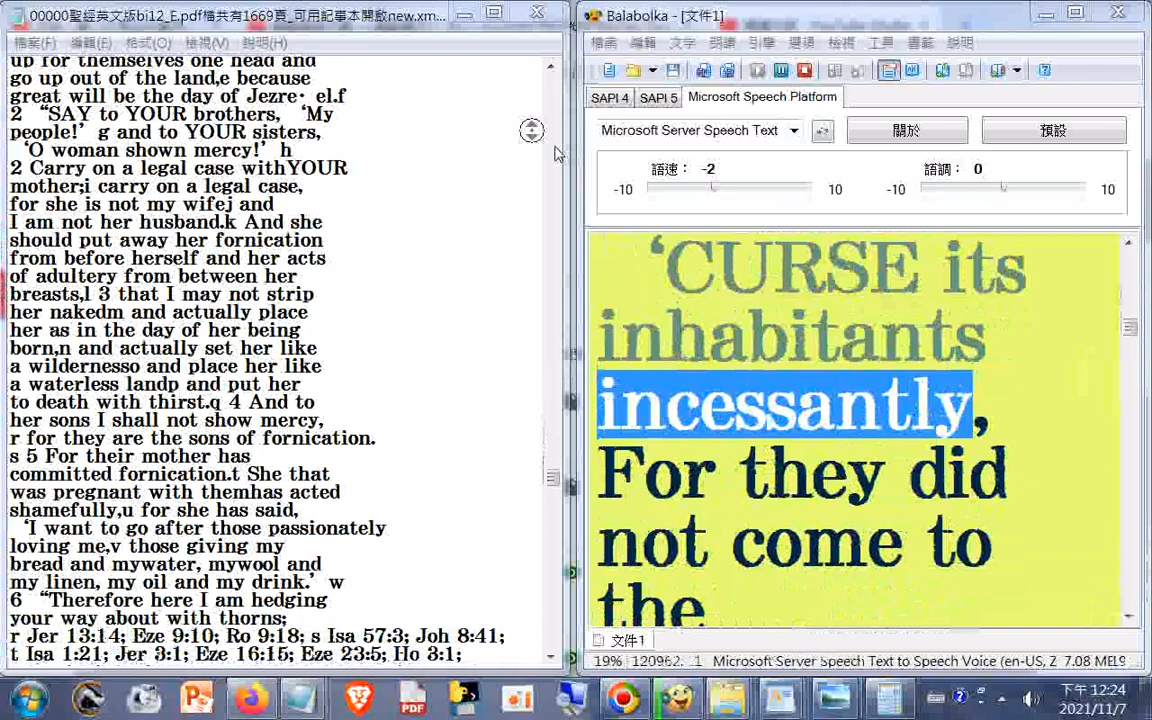 00000聖經英文版bi12_E.pdf檔共有1669頁_可用記事本開啟new.xm...
檔案(F) 編輯(E) 格式(O) 檢視(V) 說明(H)
up for themselves one head and
go up out of the land,e because
great will be the day of Jezre· el.f
2 “SAY to YOUR brothers, ‘My
people!’ g and to YOUR sisters,
‘O woman shown mercy!’ h
2 Carry on a legal case withYOUR
mother;i carry on a legal case,
for she is not my wifej and
I am not her husband.k And she
should put away her fornication
from before herself and her acts
of adultery from between her
breasts,l 3 that I may not strip
her nakedm and actually place
her as in the day of her being
born,n and actually set her like
a wildernesso and place her like
a waterless landp and put her
to death with thirst.q 4 And to
her sons I shall not show mercy,
r for they are the sons of fornication.
s 5 For their mother has
committed fornication.t She that
was pregnant with themhas acted
shamefully,u for she has said,
‘I want to go after those passionately
loving me,v those giving my
bread and mywater, mywool and
my linen, my oil and my drink.’ w
6 “Therefore here I am hedging
your way about with thorns;
r Jer 13:14; Eze 9:10; Ro 9:18; s Isa 57:3; Joh 8:41;
t Isa 1:21; Jer 3:1; Eze 16:15; Eze 23:5; Ho 3:1;
Balabolka - [文件1]
檔案 編輯 文字 朗讀 引擎 選項 檢視 工具 書籤 說明
SAPI 4 SAPI 5 Microsoft Speech Platform
Microsoft Server Speech Text 關於 預設
語速: -2 語調: 0
-10 10 -10 10
‘CURSE its
inhabitants
incessantly,
For they did
not come to
the
文件1
19% 120962. Microsoft Server Speech Text to Speech Voice (en-US, Z 7.08
PDF
下午 12:24
2021/11/7